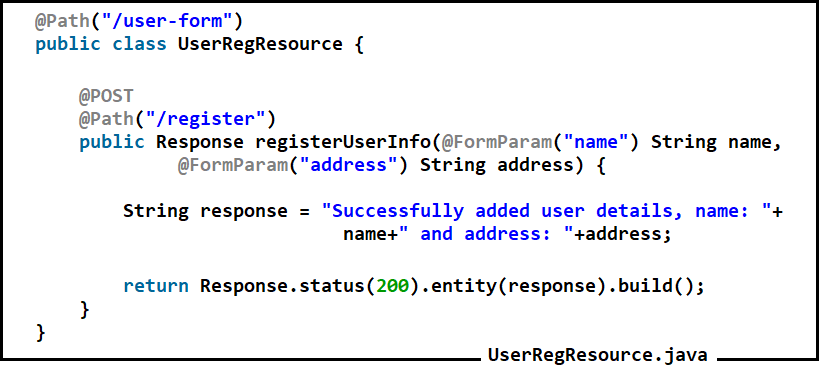 @Path("/user-form")
public class UserRegResource {
@POST
@Path("/register")
public Response registerUserInfo(@FormParam("name") String name,
@FormParam("address") String address) {
String response = "Successfully added user details, name: "+
name+" and address: "+address;
return Response.status(200).entity(response).build();
}
}
UserRegResource.java